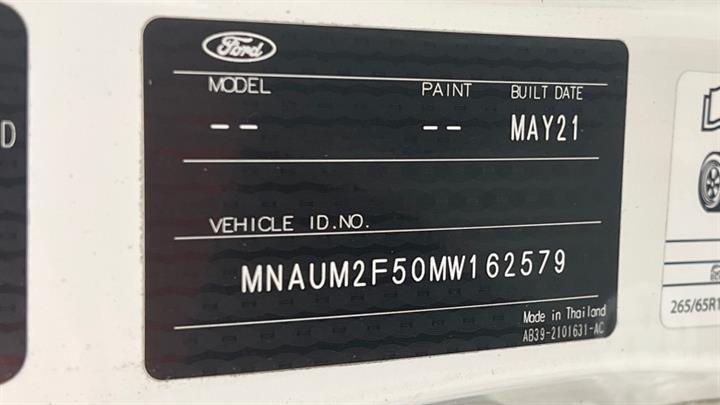 Ford
MODEL PAINT BUILT DATE
-- -- MAY21
VEHICLE ID.NO.
MNAUM2F50MW162579
Made in Thailand
AB39-2101631-AC
D
265/65R1